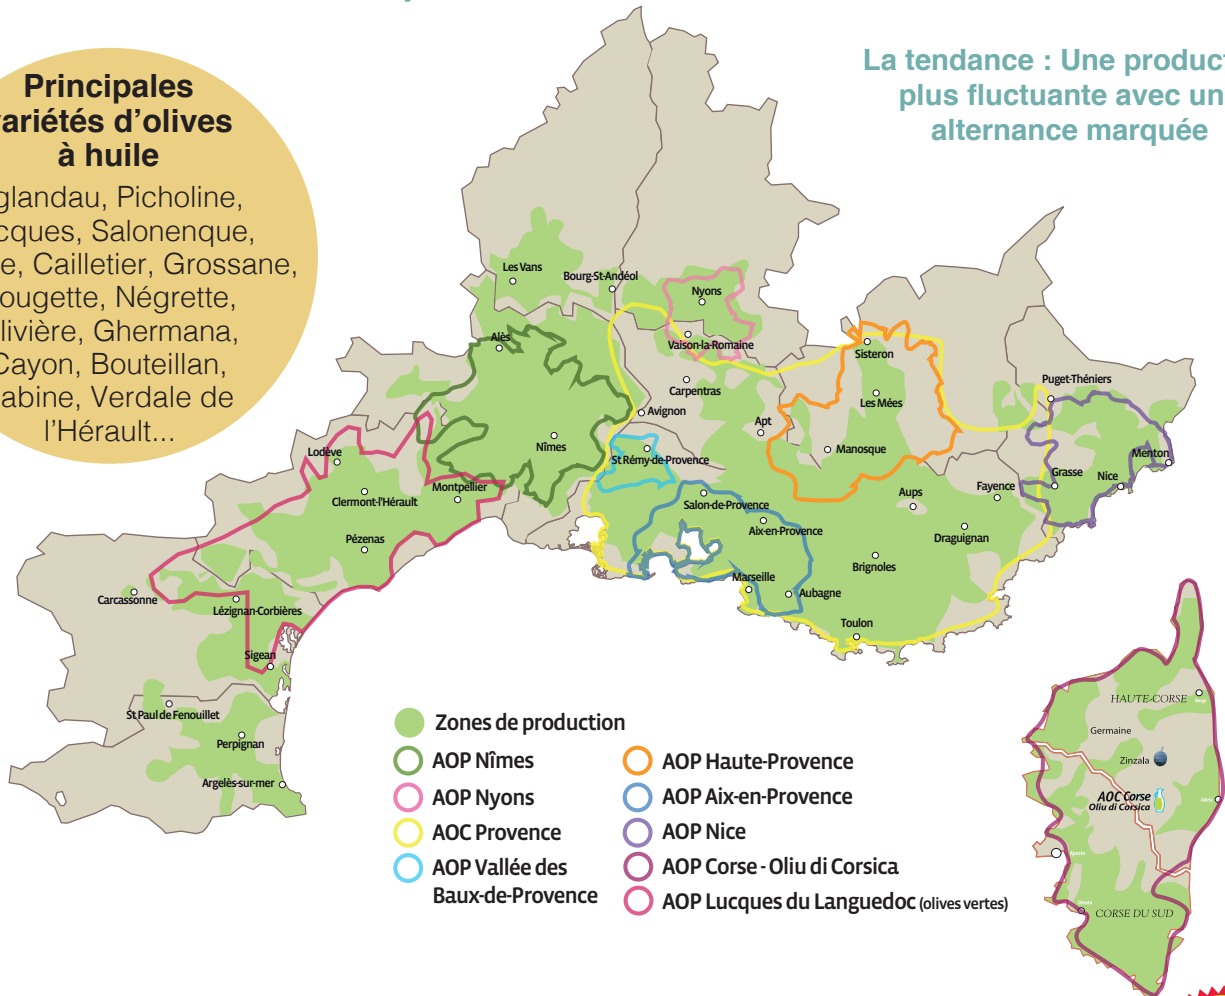 La tendance : Une product
plus fluctuante avec un
alternance marquée
Principales
variétés d'olives
à huile
glandau, Picholine,
cques, Salonenque,
e, Cailletier, Grossane,
ougette, Négrette,
livière, Ghermana,
Cayon, Bouteillan,
abine, Verdale de
l'Hérault...
Les Vans
Bourg-St-Andéol
Nyons
Alès
Vaison-la-Romaine
Sisteron
Carpentras
Puget-Théniers
Avignon
Les Mées
Apt
Nîmes
Manosque
Menton
Lodève
St Rémy-de-Provence
Grasse
Nice
Montpellier
Clermont-l'Hérault
Salon-de-Provence
Aups
Fayence
Aix-en-Provence
Pézenas
Draguignan
Brignoles
Marseille
Aubagne
Carcassonne
Lézignan-Corbières
Toulon
Sigean
St Paul de Fenouillet
Perpignan
Argelès-sur-mer
Zones de production
AOP Nîmes
AOP Nyons
AOC Provence
AOP Vallée des
Baux-de-Provence
AOP Haute-Provence
AOP Aix-en-Provence
AOP Nice
AOP Corse - Oliu di Corsica
AOP Lucques du Languedoc (olives vertes)
HAUTE-CORSE
Germaine
Zinzala
AOC Corse
Oliu di Corsica
CORSE DU SUD